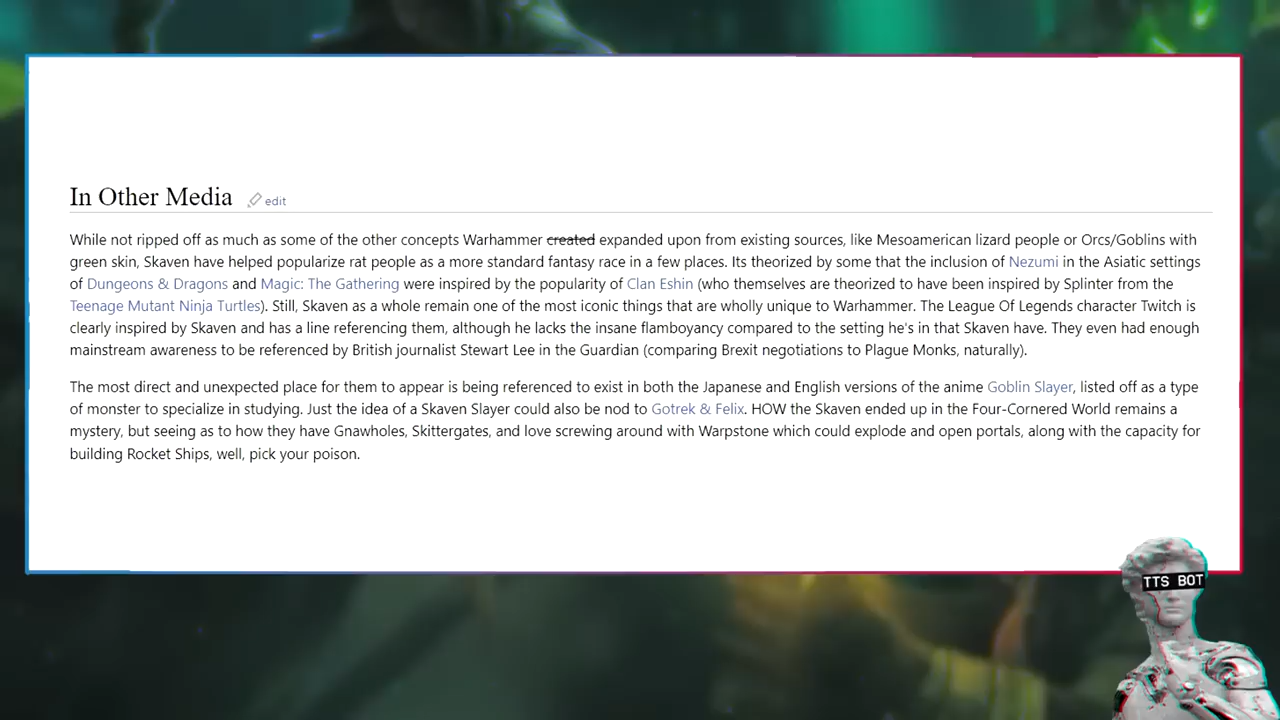 In Other Media edit
While not ripped off as much as some of the other concepts Warhammer created expanded upon from existing sources, like Mesoamerican lizard people or Orcs/Goblins with
green skin, Skaven have helped popularize rat people as a more standard fantasy race in a few places. Its theorized by some that the inclusion of Nezumi in the Asiatic settings
of Dungeons & Dragons and Magic: The Gathering were inspired by the popularity of Clan Eshin (who themselves are theorized to have been inspired by Splinter from the
Teenage Mutant Ninja Turtles). Still, Skaven as a whole remain one of the most iconic things that are wholly unique to Warhammer. The League Of Legends character Twitch is
clearly inspired by Skaven and has a line referencing them, although he lacks the insane flamboyancy compared to the setting he's in that Skaven have. They even had enough
mainstream awareness to be referenced by British journalist Stewart Lee in the Guardian (comparing Brexit negotiations to Plague Monks, naturally).
The most direct and unexpected place for them to appear is being referenced to exist in both the Japanese and English versions of the anime Goblin Slayer, listed off as a type
of monster to specialize in studying. Just the idea of a Skaven Slayer could also be nod to Gotrek & Felix. HOW the Skaven ended up in the Four-Cornered World remains a
mystery, but seeing as to how they have Gnawholes, Skittergates, and love screwing around with Warpstone which could explode and open portals, along with the capacity for
building Rocket Ships, well, pick your poison.
TTS BOT